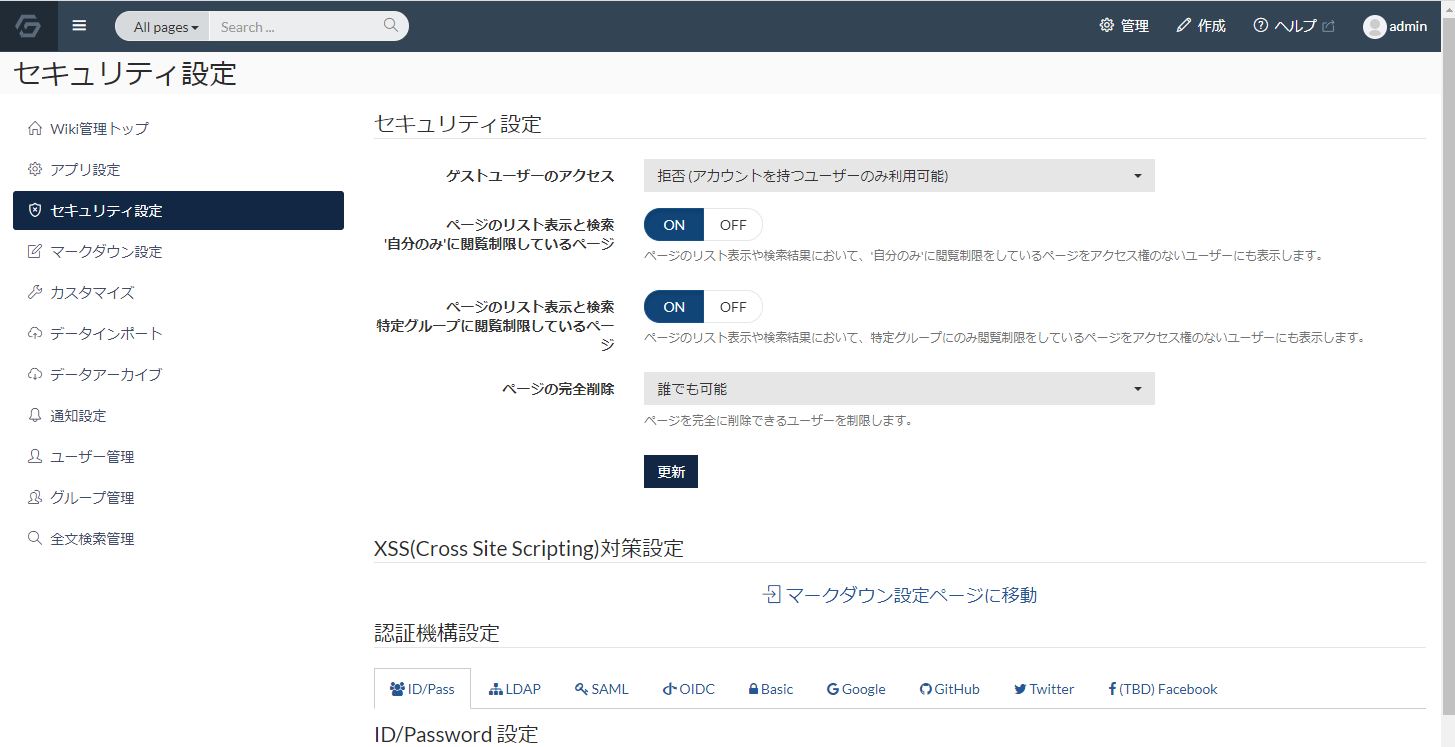 All pages
Search ...
管理
作成
ヘルプ
admin
セキュリティ設定
Wiki管理トップ
アプリ設定
セキュリティ設定
マークダウン設定
カスタマイズ
データインポート
データアーカイブ
通知設定
ユーザー管理
グループ管理
全文検索管理
セキュリティ設定
ゲストユーザーのアクセス
拒否 (アカウントを持つユーザーのみ利用可能)
ページのリスト表示と検索
'自分のみ'に閲覧制限しているページ
ON OFF
ページのリスト表示や検索結果において、'自分のみ'に閲覧制限をしているページをアクセス権のないユーザーにも表示します。
ページのリスト表示と検索
特定グループに閲覧制限しているペー
ジ
ON OFF
ページのリスト表示や検索結果において、特定グループにのみ閲覧制限をしているページをアクセス権のないユーザーにも表示します。
ページの完全削除
誰でも可能
ページを完全に削除できるユーザーを制限します。
更新
XSS(Cross Site Scripting)対策設定
マークダウン設定ページに移動
認証機構設定
ID/Pass LDAP SAML OIDC Basic Google GitHub Twitter (TBD) Facebook
ID/Password 設定